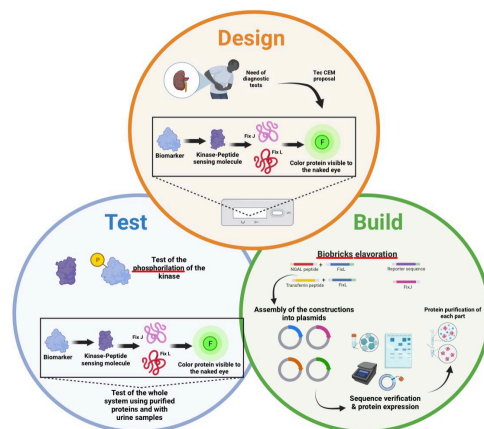 Design
Need of
diagnostic
tests
Tec CEM
proposal
Fix J
Fix L
F
Biomarker
Kinase-Peptide
sensing molecule
Color protein visible to
the naked eye
Test
P
Test of the
phosphorilation of the
kinase
Fix J
Fix L
F
Biomarker
Kinase-Peptide
sensing molecule
Color protein visible to
the naked eye
Test of the whole
system using purified
proteins and with
urine samples
Build
Biobricks elavoration
NGAL peptide
+
FixL
Reporter sequence
Transferrin peptide
+
FixL
FixJ
Assembly of the constructions
into plasmids
Protein purification of
each part
Sequence verification
& protein expression